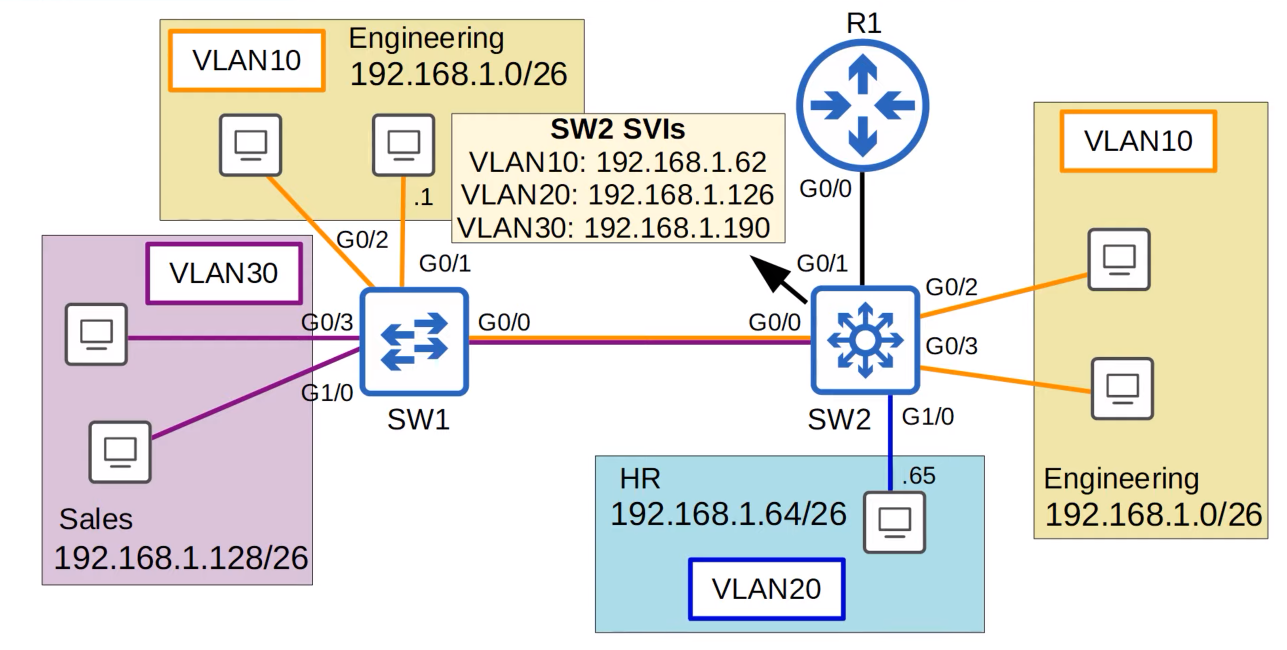 VLAN10
Engineering
192.168.1.0/26
.1
SW2 SVIs
VLAN10: 192.168.1.62
VLAN20: 192.168.1.126
VLAN30: 192.168.1.190
R1
G0/0
G0/1
VLAN10
G0/2
G0/1
VLAN30
G0/3
G1/0
G0/0
SW1
Sales
192.168.1.128/26
G0/0
G0/2
G0/3
SW2
G1/0
HR
192.168.1.64/26
.65
VLAN20
Engineering
192.168.1.0/26